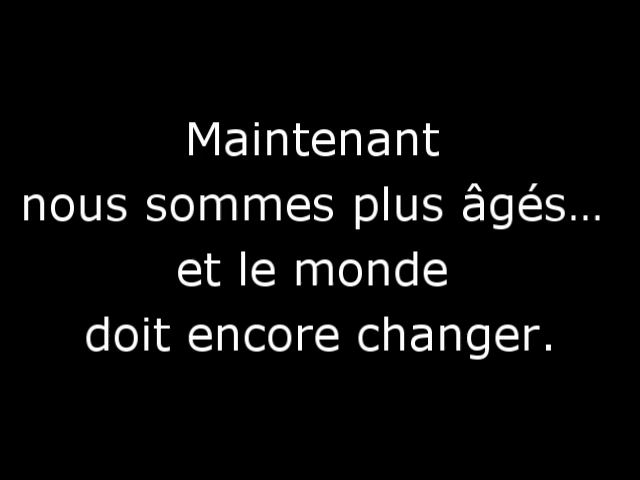 Maintenant
nous sommes plus âgés...
et le monde
doit encore changer.